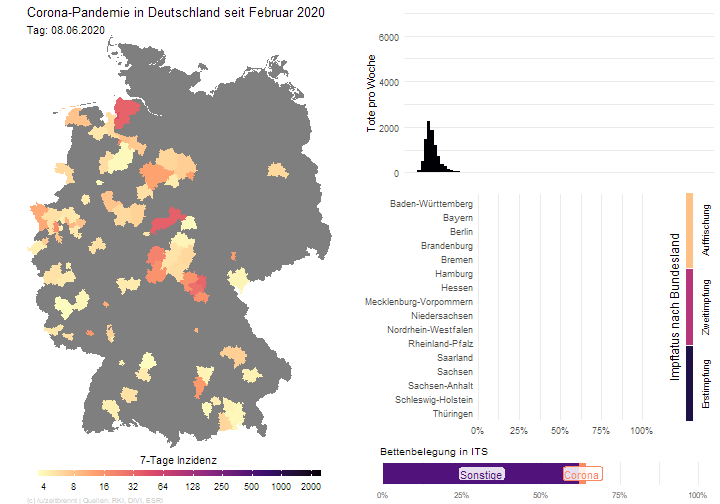 Corona-Pandemie in Deutschland seit Februar 2020
Tag: 08.06.2020
7-Tage Inzidenz
4 8 16 32 64 128 250 500 1000 2000
(c) /u/zeitbrennt | Quellen: RKI, DIVI, ESRI
Tote pro Woche
6000
4000
2000
0
Baden-Württemberg
Bayern
Berlin
Brandenburg
Bremen
Hamburg
Hessen
Mecklenburg-Vorpommern
Niedersachsen
Nordrhein-Westfalen
Rheinland-Pfalz
Saarland
Sachsen
Sachsen-Anhalt
Schleswig-Holstein
Thüringen
0% 25% 50% 75% 100%
Impfstatus nach Bundesland
Auffrischung
Zweitimpfung
Erstimpfung
Bettenbelegung in ITS
Sonstige
Corona
0% 25% 50% 75% 100%